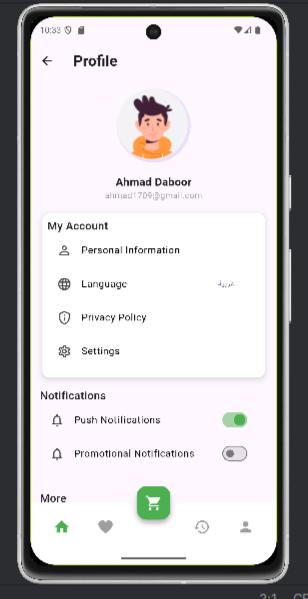 10:33
Profile
Ahmad Daboor
ahmad1709@gmail.com
My Account
Personal Information
Language عربية
Privacy Policy
Settings
Notifications
Push Notifications
Promotional Notifications
More